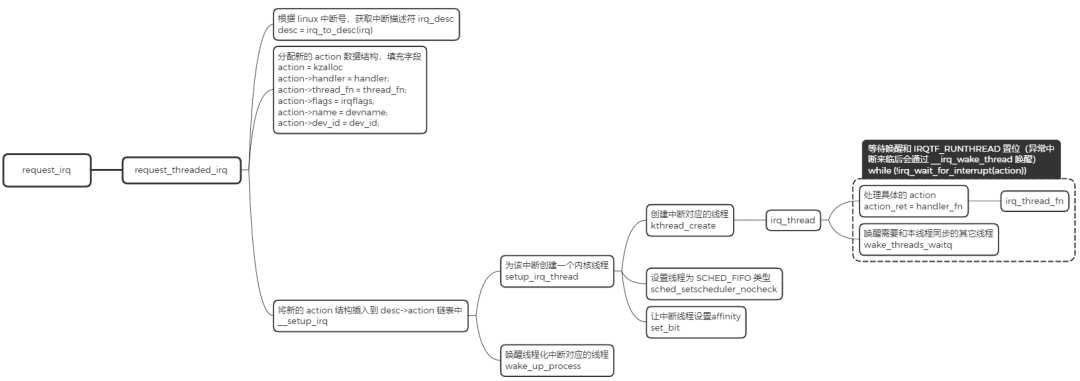 request_irq
request_threaded_irq
根据 linux 中断号，获取中断描述符 irq_desc
desc = irq_to_desc(irq)
分配新的 action 数据结构，填充字段
action = kzalloc
action->handler = handler;
action->thread_fn = thread_fn;
action->flags = irqflags;
action->name = devname;
action->dev_id = dev_id;
将新的 action 结构插入到 desc->action 链表中
__setup_irq
为该中断创建一个内核线程
setup_irq_thread
创建中断对应的线程
kthread_create
irq_thread
等待唤醒和 IRQTF_RUNTHREAD 置位（异常中
断来临后会通过 __irq_wake_thread 唤醒）
while (!irq_wait_for_interrupt(action))
处理具体的 action
action_ret = handler_fn
irq_thread_fn
唤醒需要和本线程同步的其它线程
wake_threads_waitq
设置线程为 SCHED_FIFO 类型
sched_setscheduler_nocheck
让中断线程设置affinity
set_bit
唤醒线程化中断对应的线程
wake_up_process